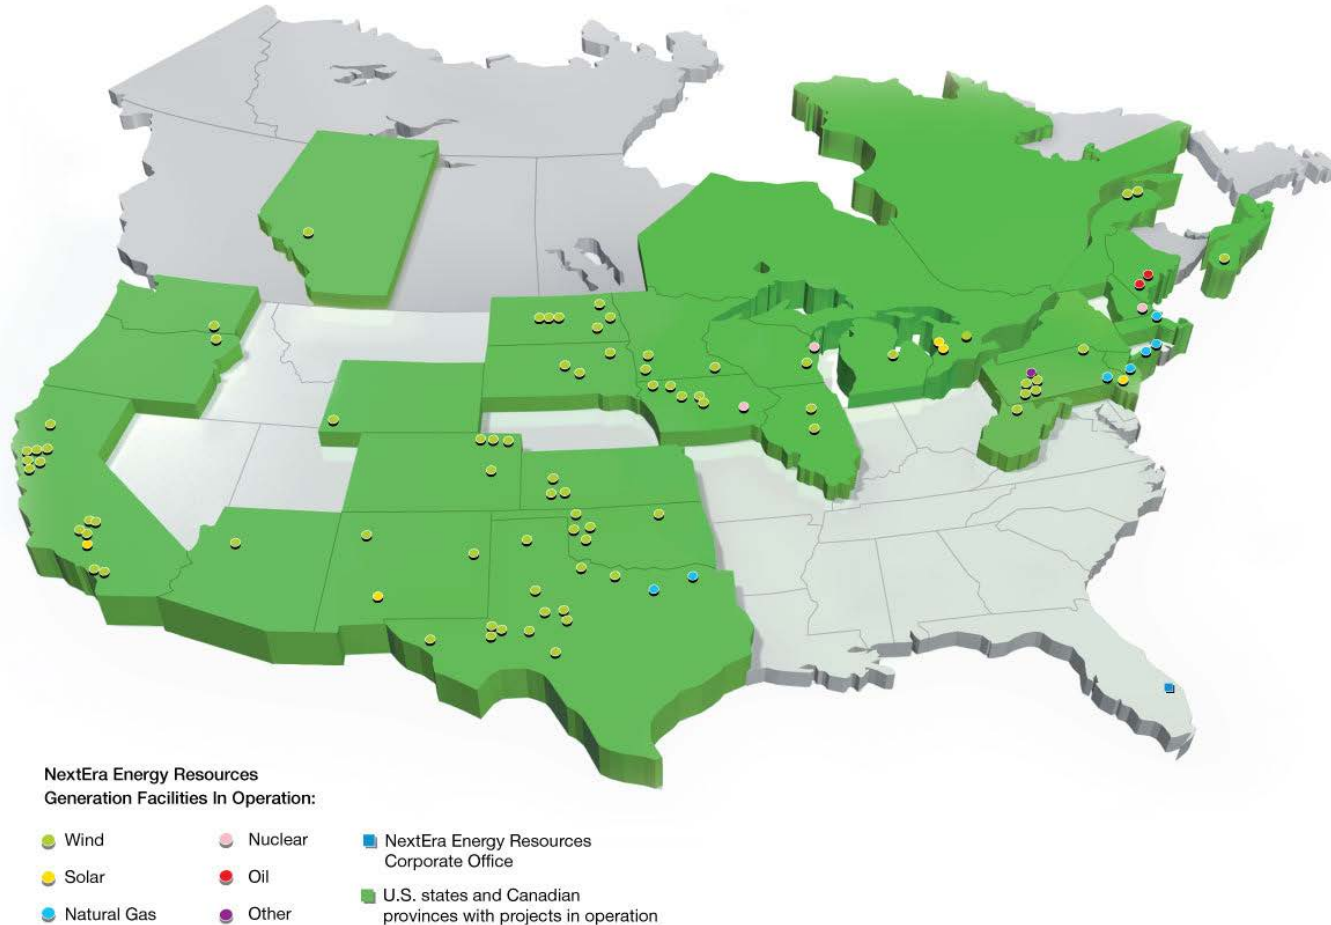 NextEra Energy Resources
Generation Facilities In Operation:
Wind
Solar
Natural Gas
Nuclear
Oil
Other
NextEra Energy Resources
Corporate Office
U.S. states and Canadian
provinces with projects in operation